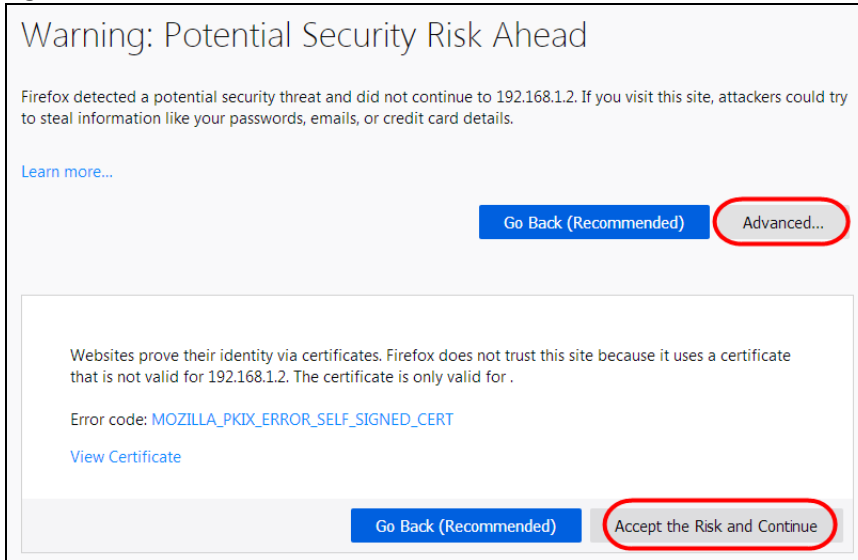 Warning: Potential Security Risk Ahead
Firefox detected a potential security threat and did not continue to 192.168.1.2. If you visit this site, attackers could try
to steal information like your passwords, emails, or credit card details.
Learn more...
Go Back (Recommended) Advanced...
Websites prove their identity via certificates. Firefox does not trust this site because it uses a certificate
that is not valid for 192.168.1.2. The certificate is only valid for .
Error code: MOZILLA_PKIX_ERROR_SELF_SIGNED_CERT
View Certificate
Go Back (Recommended) Accept the Risk and Continue